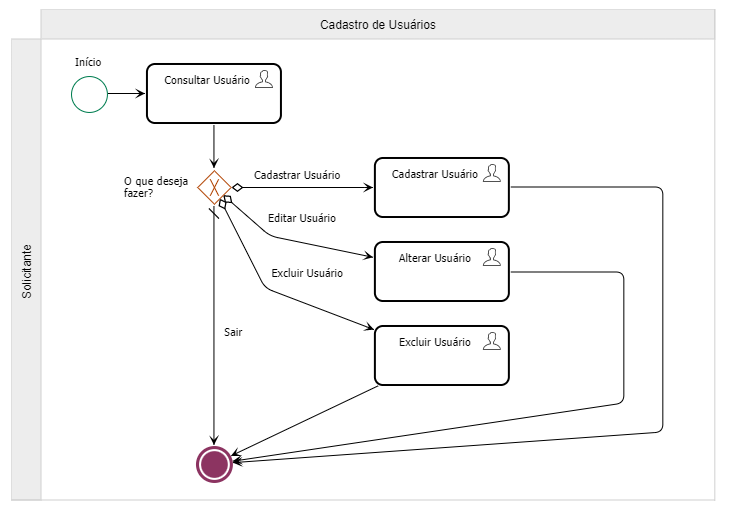 Cadastro de Usuários
Solicitante
Início
Consultar Usuário
O que deseja
fazer?
X
Cadastrar Usuário
Cadastrar Usuário
Editar Usuário
Alterar Usuário
Excluir Usuário
Excluir Usuário
Sair